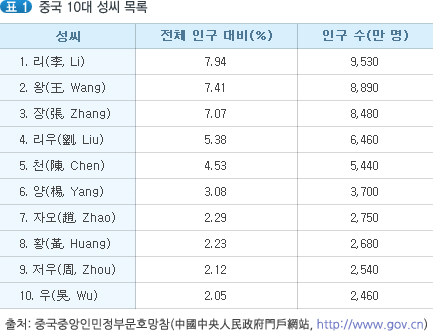 표 1 중국 10대 성씨 목록
성씨 전체 인구 대비(%) 인구 수(만 명)
1. 리(李, Li) 7.94 9,530
2. 왕(王, Wang) 7.41 8,890
3. 장(張, Zhang) 7.07 8,480
4. 리우(劉, Liu) 5.38 6,460
5. 천(陳, Chen) 4.53 5,440
6. 양(楊, Yang) 3.08 3,700
7. 자오(趙, Zhao) 2.29 2,750
8. 황(黃, Huang) 2.23 2,680
9. 저우(周, Zhou) 2.12 2,540
10. 우(吳, Wu) 2.05 2,460
출처: 중국중앙인민정부문호망참(中國中央人民政府門戶網站, http://www.gov.cn)